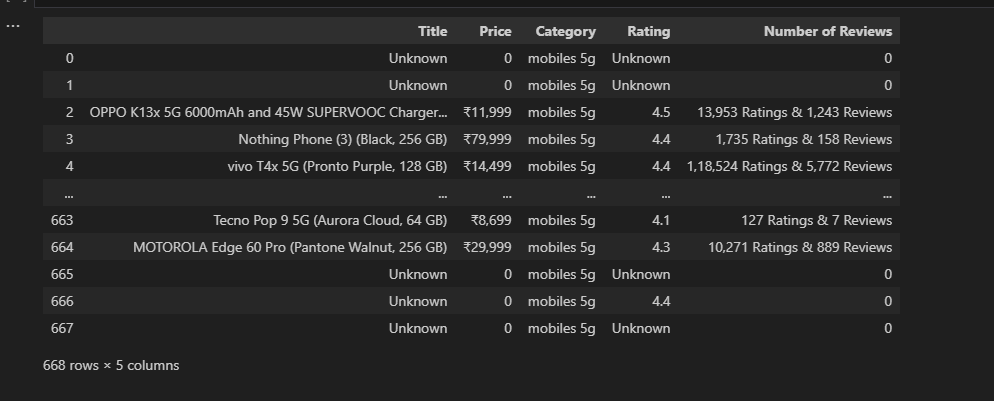 Title Price Category Rating Number of Reviews
0 Unknown 0 mobiles 5g Unknown 0
1 Unknown 0 mobiles 5g Unknown 0
2 OPPO K13x 5G 6000mAh and 45W SUPERVOOC Charger... ₹11,999 mobiles 5g 4.5 13,953 Ratings & 1,243 Reviews
3 Nothing Phone (3) (Black, 256 GB) ₹79,999 mobiles 5g 4.4 1,735 Ratings & 158 Reviews
4 vivo T4x 5G (Pronto Purple, 128 GB) ₹14,499 mobiles 5g 4.4 1,18,524 Ratings & 5,772 Reviews
... ... ... ... ... ...
663 Tecno Pop 9 5G (Aurora Cloud, 64 GB) ₹8,699 mobiles 5g 4.1 127 Ratings & 7 Reviews
664 MOTOROLA Edge 60 Pro (Pantone Walnut, 256 GB) ₹29,999 mobiles 5g 4.3 10,271 Ratings & 889 Reviews
665 Unknown 0 mobiles 5g Unknown 0
666 Unknown 0 mobiles 5g 4.4 0
667 Unknown 0 mobiles 5g Unknown 0
668 rows × 5 columns